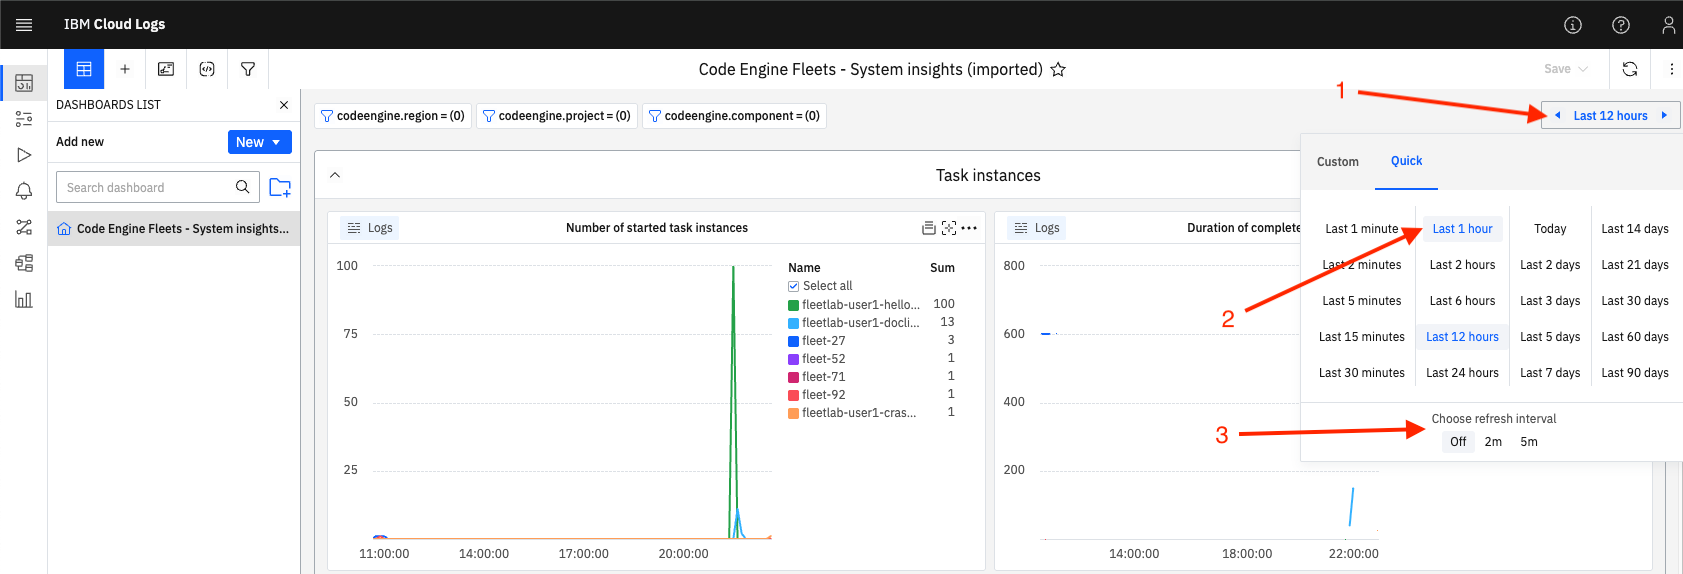 IBM Cloud Logs
Code Engine Fleets - System insights (imported)
Save
DASHBOARDS LIST
Add new
New
Search dashboard
Code Engine Fleets - System insights...
codeengine.region = (0)
codeengine.project = (0)
codeengine.component = (0)
1
Last 12 hours
Task instances
Logs
Number of started task instances
100
75
50
25
11:00:00
14:00:00
17:00:00
20:00:00
Name Sum
Select all
fleetlab-user1-hello... 100
fleetlab-user1-docli... 13
fleet-27 3
fleet-52 1
fleet-71 1
fleet-92 1
fleetlab-user1-cras... 1
Logs
Duration of complete
800
600
400
200
14:00:00
18:00:00
22:00:00
Custom
Quick
Last 1 minute Last 1 hour Today Last 14 days
Last 2 minutes Last 2 hours Last 2 days Last 21 days
Last 5 minutes Last 6 hours Last 3 days Last 30 days
Last 15 minutes Last 12 hours Last 5 days Last 60 days
Last 30 minutes Last 24 hours Last 7 days Last 90 days
2
3
Choose refresh interval
Off 2m 5m